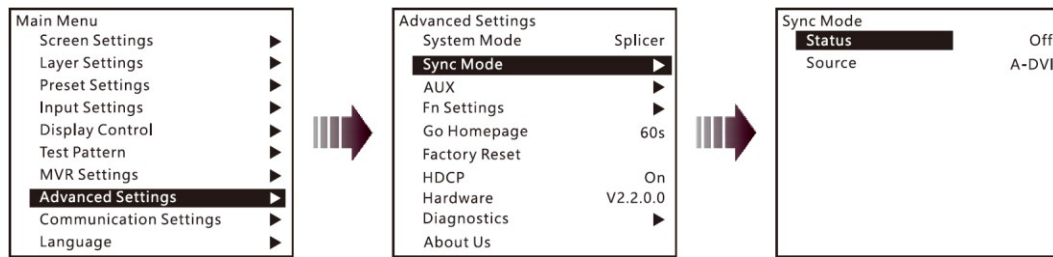 Main Menu
Screen Settings
Layer Settings
Preset Settings
Input Settings
Display Control
Test Pattern
MVR Settings
Advanced Settings
Communication Settings
Language
Advanced Settings
System Mode Splicer
Sync Mode
AUX
Fn Settings
Go Homepage 60s
Factory Reset
HDCP On
Hardware V2.2.0.0
Diagnostics
About Us
Sync Mode
Status Off
Source A-DVI